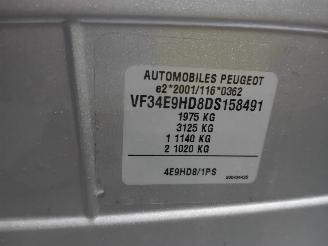 AUTOMOBILES PEUGEOT
e2*2001/116*0362
VF34E9HD8DS158491
1975 KG
3125 KG
1 1140 KG
2 1020 KG
4E9HD8/1PS